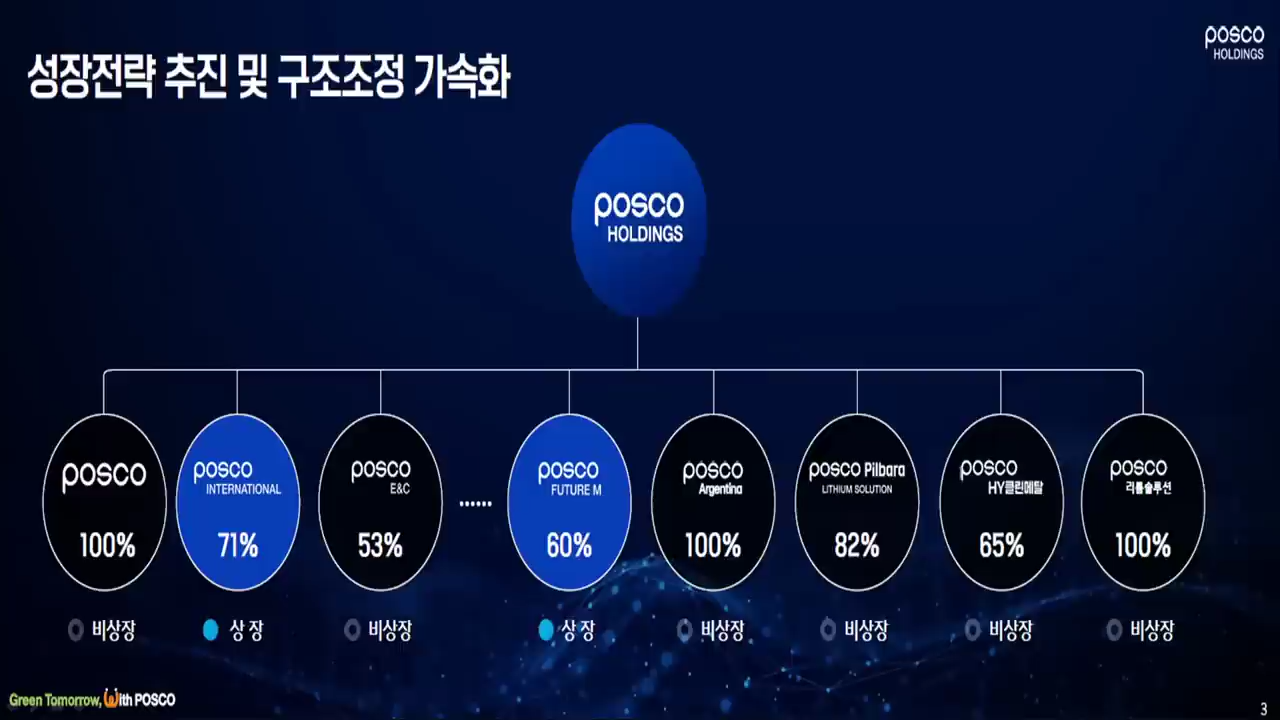 posco
HOLDINGS
성장전략 추진 및 구조조정 가속화
posco
HOLDINGS
posco
100%
posco
INTERNATIONAL
71%
posco
E&C
53%
......
posco
FUTURE M
60%
posco
Argentina
100%
posco Pilbara
LITHIUM SOLUTION
82%
posco
HY클린메탈
65%
posco
리튬솔루션
100%
비상장
상 장
비상장
상 장
비상장
비상장
비상장
비상장
Green Tomorrow, With POSCO
3